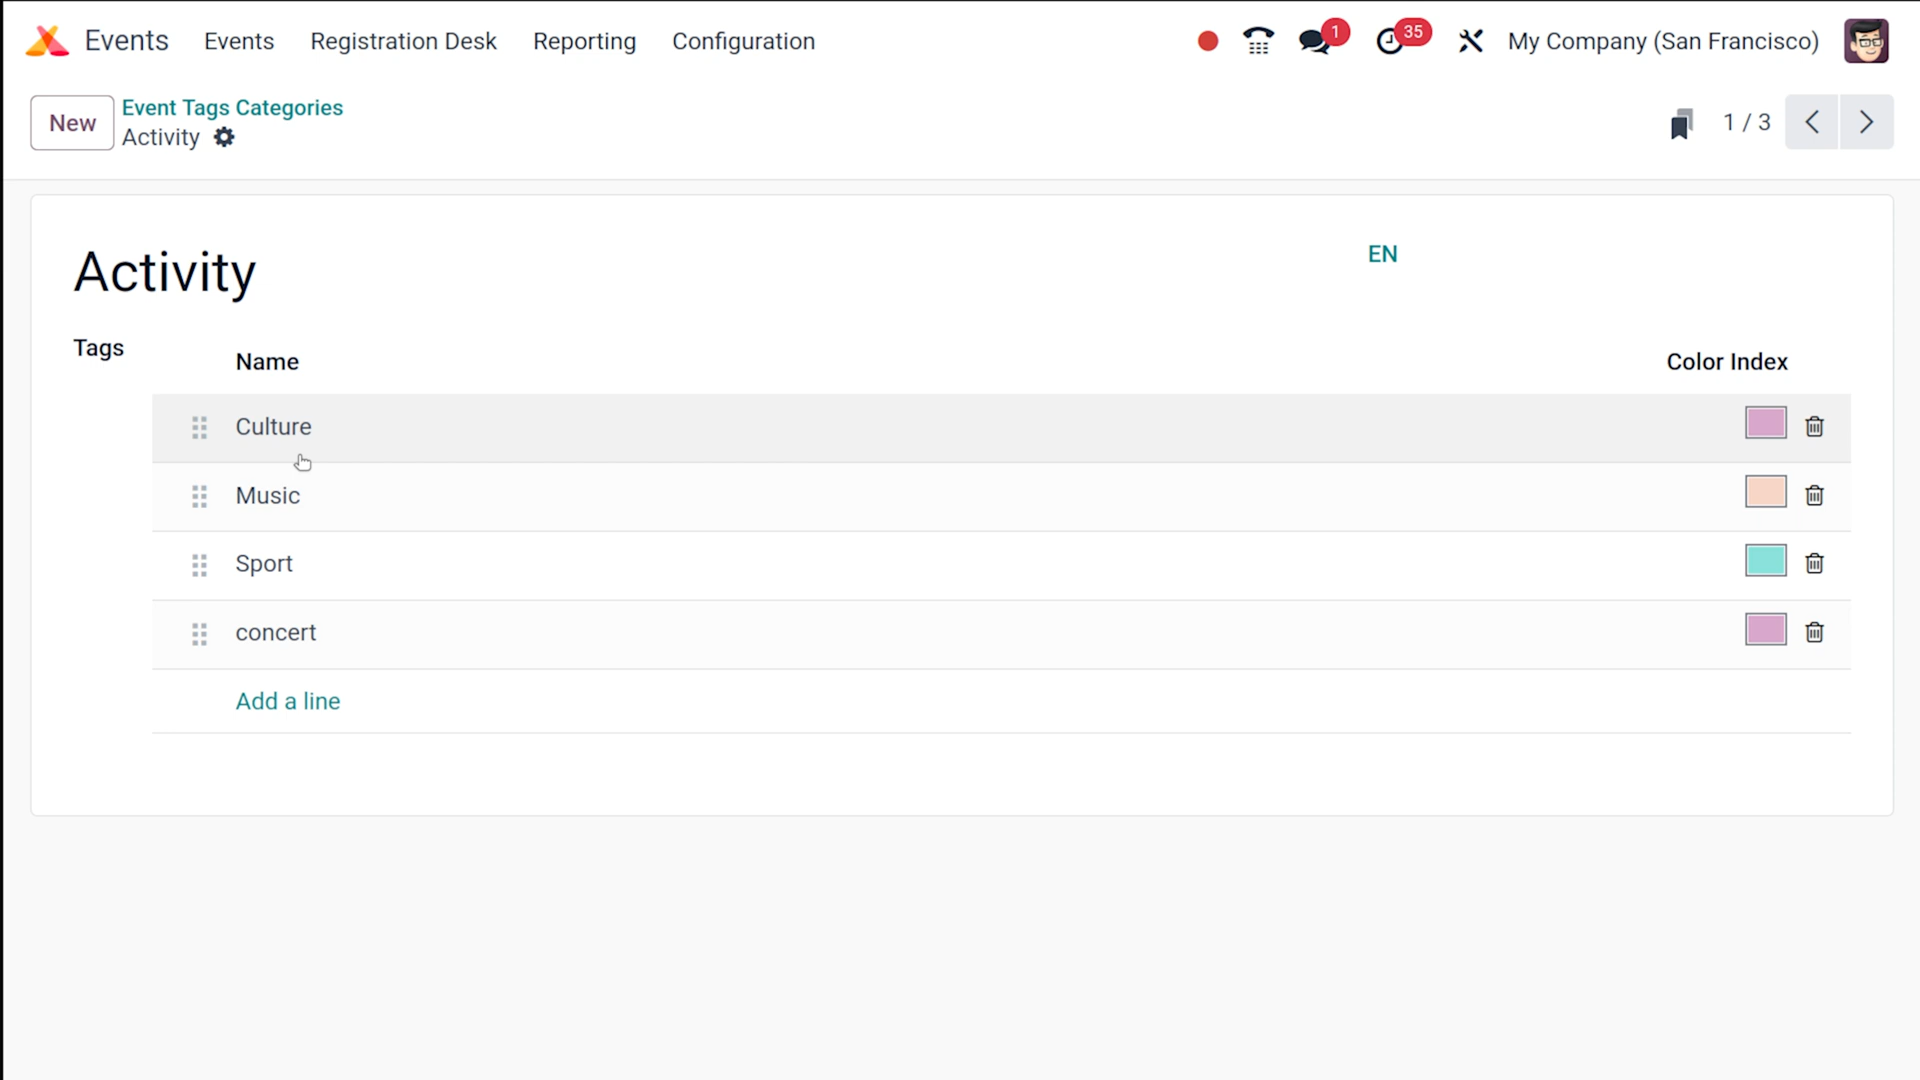 Events Events Registration Desk Reporting Configuration 1 35 My Company (San Francisco)
New Event Tags Categories
Activity 1 / 3
Activity EN
Tags Name Color Index
Culture
Music
Sport
concert
Add a line